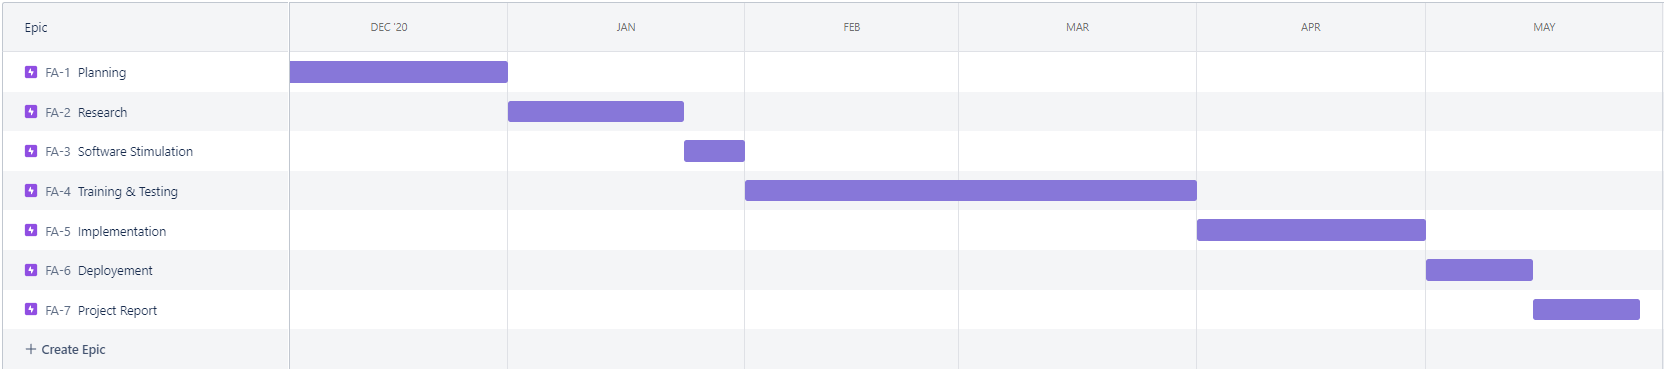 Epic DEC '20 JAN FEB MAR APR MAY
FA-1 Planning
FA-2 Research
FA-3 Software Stimulation
FA-4 Training & Testing
FA-5 Implementation
FA-6 Deployement
FA-7 Project Report
+ Create Epic